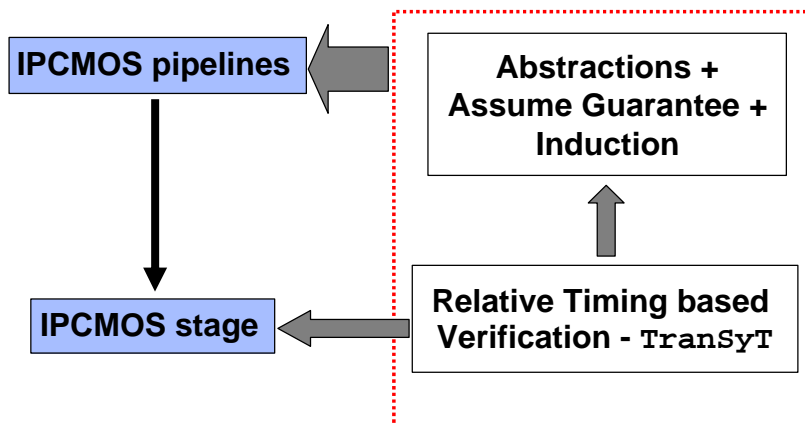 IPCMOS pipelines
Abstractions +
Assume Guarantee +
Induction
IPCMOS stage
Relative Timing based
Verification - TranSyT